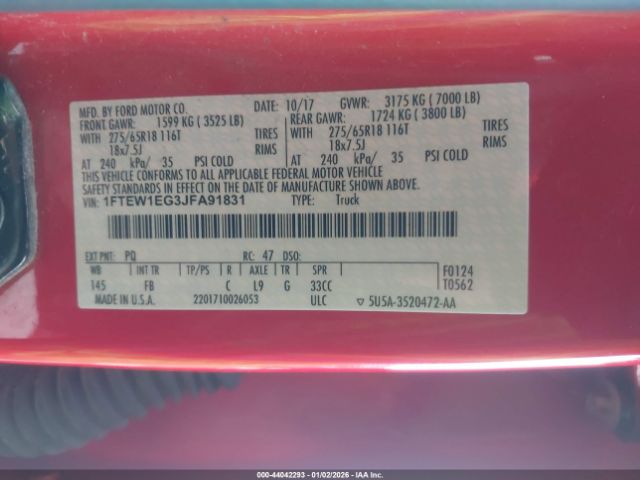 MFD. BY FORD MOTOR CO. DATE: 10/17 GVWR: 3175 KG ( 7000 LB)
FRONT GAWR: 1599 KG ( 3525 LB) REAR GAWR: 1724 KG ( 3800 LB)
WITH 275/65R18 116T TIRES WITH 275/65R18 116T TIRES
18x7.5J RIMS 18x7.5J RIMS
AT 240 kPa/ 35 PSI COLD AT 240 kPa/ 35 PSI COLD
THIS VEHICLE CONFORMS TO ALL APPLICABLE FEDERAL MOTOR VEHICLE
SAFETY STANDARDS IN EFFECT ON THE DATE OF MANUFACTURE SHOWN ABOVE.
VIN: 1FTEW1EG3JFA91831 TYPE: Truck
EXT PNT: PQ RC: 47 DSO:
WB INT TR TP/PS R AXLE TR SPR F0124
145 FB C L9 G 33CC T0562
MADE IN U.S.A. 2201710026053 ULC 5U5A-3520472-AA
000-44042293 - 01/02/2026 - IAA Inc.